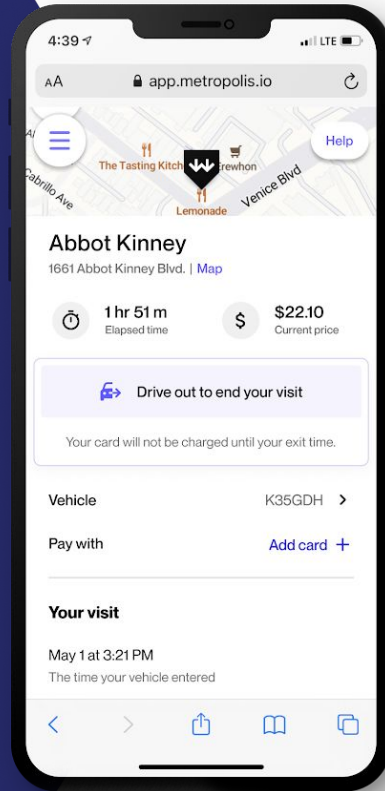 4:39
LTE
AA
app.metropolis.io
Help
The Tasting Kitch
Erewhon
Cabrillo Ave
Venice Blvd
Lemonade
Abbot Kinney
1661 Abbot Kinney Blvd. | Map
1 hr 51 m
Elapsed time
$
$22.10
Current price
Drive out to end your visit
Your card will not be charged until your exit time.
Vehicle
K35GDH >
Pay with
Add card +
Your visit
May 1 at 3:21 PM
The time your vehicle entered